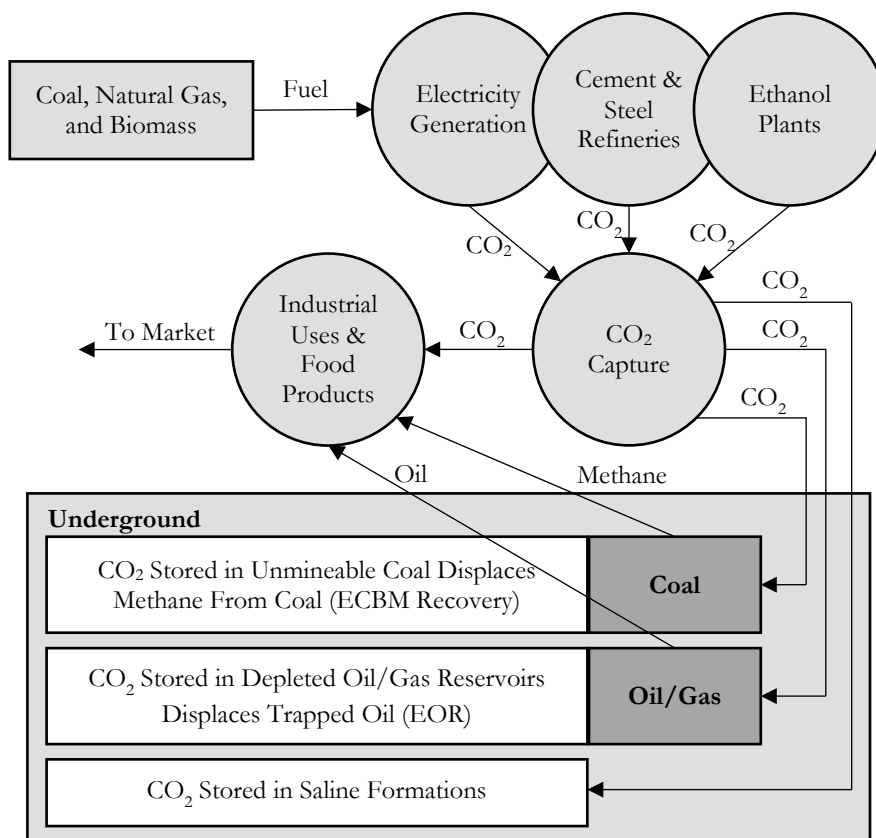 Coal, Natural Gas,
and Biomass
Fuel
Electricity
Generation
Cement &
Steel
Refineries
Ethanol
Plants
CO₂
CO₂
CO₂
CO₂
Industrial
Uses &
Food
Products
To Market
CO₂
CO₂
Capture
CO₂
CO₂
Oil
Methane
Underground
CO₂ Stored in Unmineable Coal Displaces
Methane From Coal (ECBM Recovery)
Coal
CO₂ Stored in Depleted Oil/Gas Reservoirs
Displaces Trapped Oil (EOR)
Oil/Gas
CO₂ Stored in Saline Formations